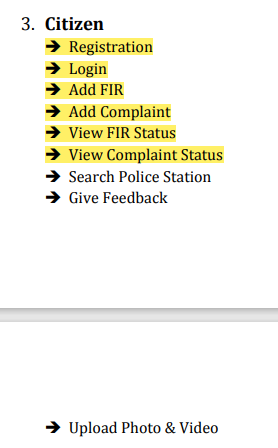 3. Citizen
➔ Registration
➔ Login
➔ Add FIR
➔ Add Complaint
➔ View FIR Status
➔ View Complaint Status
➔ Search Police Station
➔ Give Feedback
➔ Upload Photo & Video